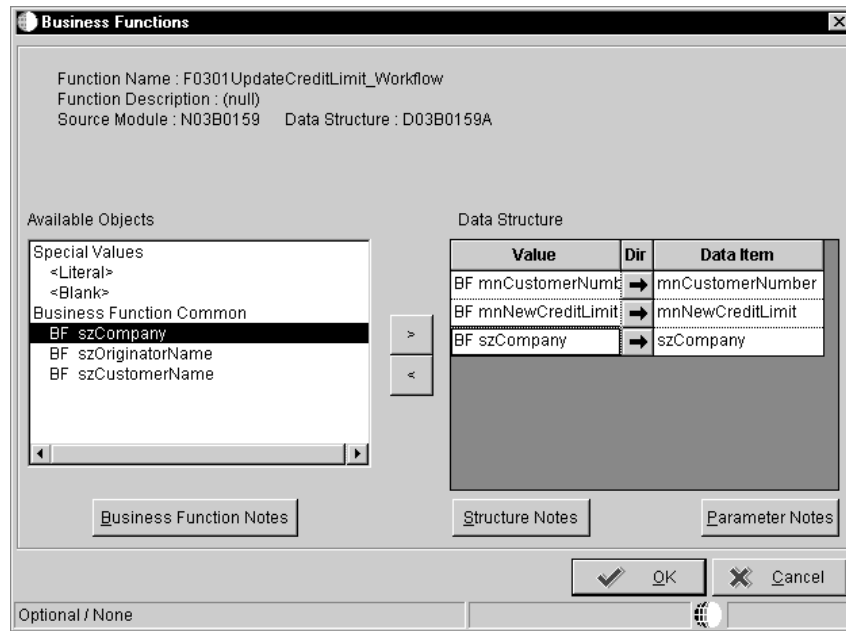 Business Functions
Function Name : F0301UpdateCreditLimit_Workflow
Function Description : (null)
Source Module : N03B0159 Data Structure : D03B0159A
Available Objects
Data Structure
Special Values
<Literal>
<Blank>
Business Function Common
BF szCompany
BF szOriginatorName
BF szCustomerName
>
<
Value Dir Data Item
BF mnCustomerNumb mnCustomerNumber
BF mnNewCreditLimit mnNewCreditLimit
BF szCompany szCompany
Business Function Notes
Structure Notes
Parameter Notes
OK
Cancel
Optional / None